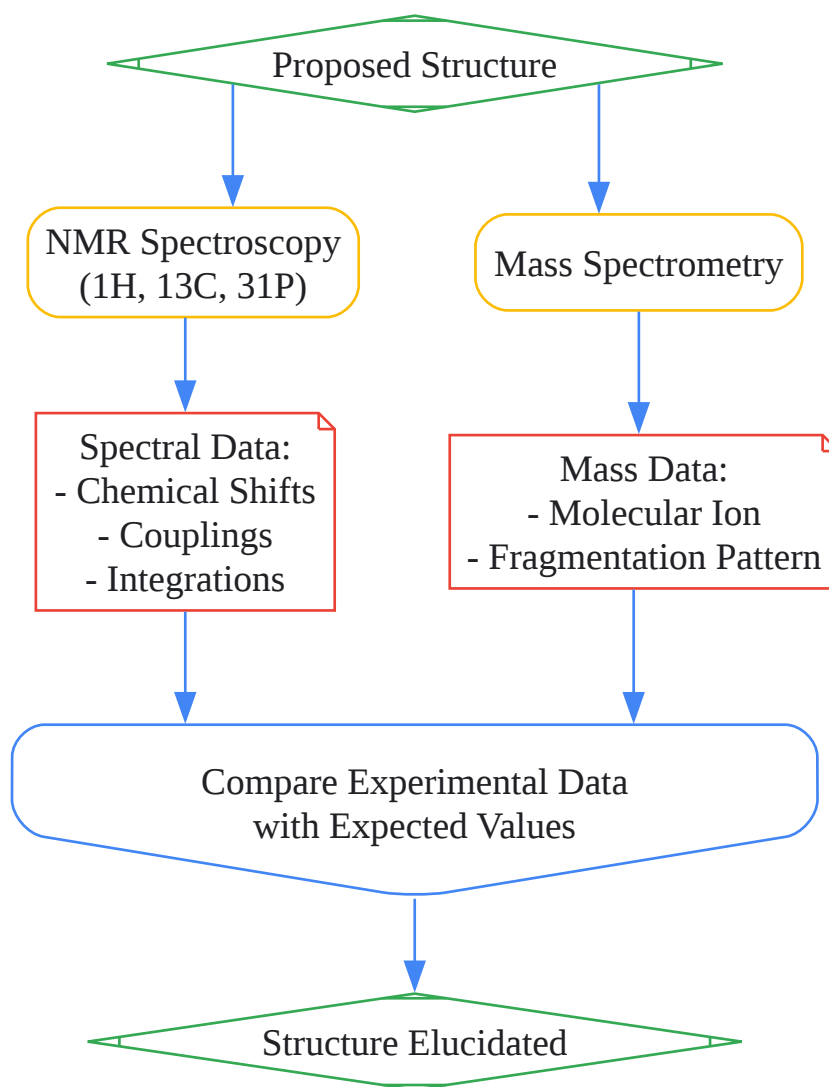 Proposed Structure
NMR Spectroscopy
(1H, 13C, 31P)
Mass Spectrometry
Spectral Data:
- Chemical Shifts
- Couplings
- Integrations
Mass Data:
- Molecular Ion
- Fragmentation Pattern
Compare Experimental Data
with Expected Values
Structure Elucidated